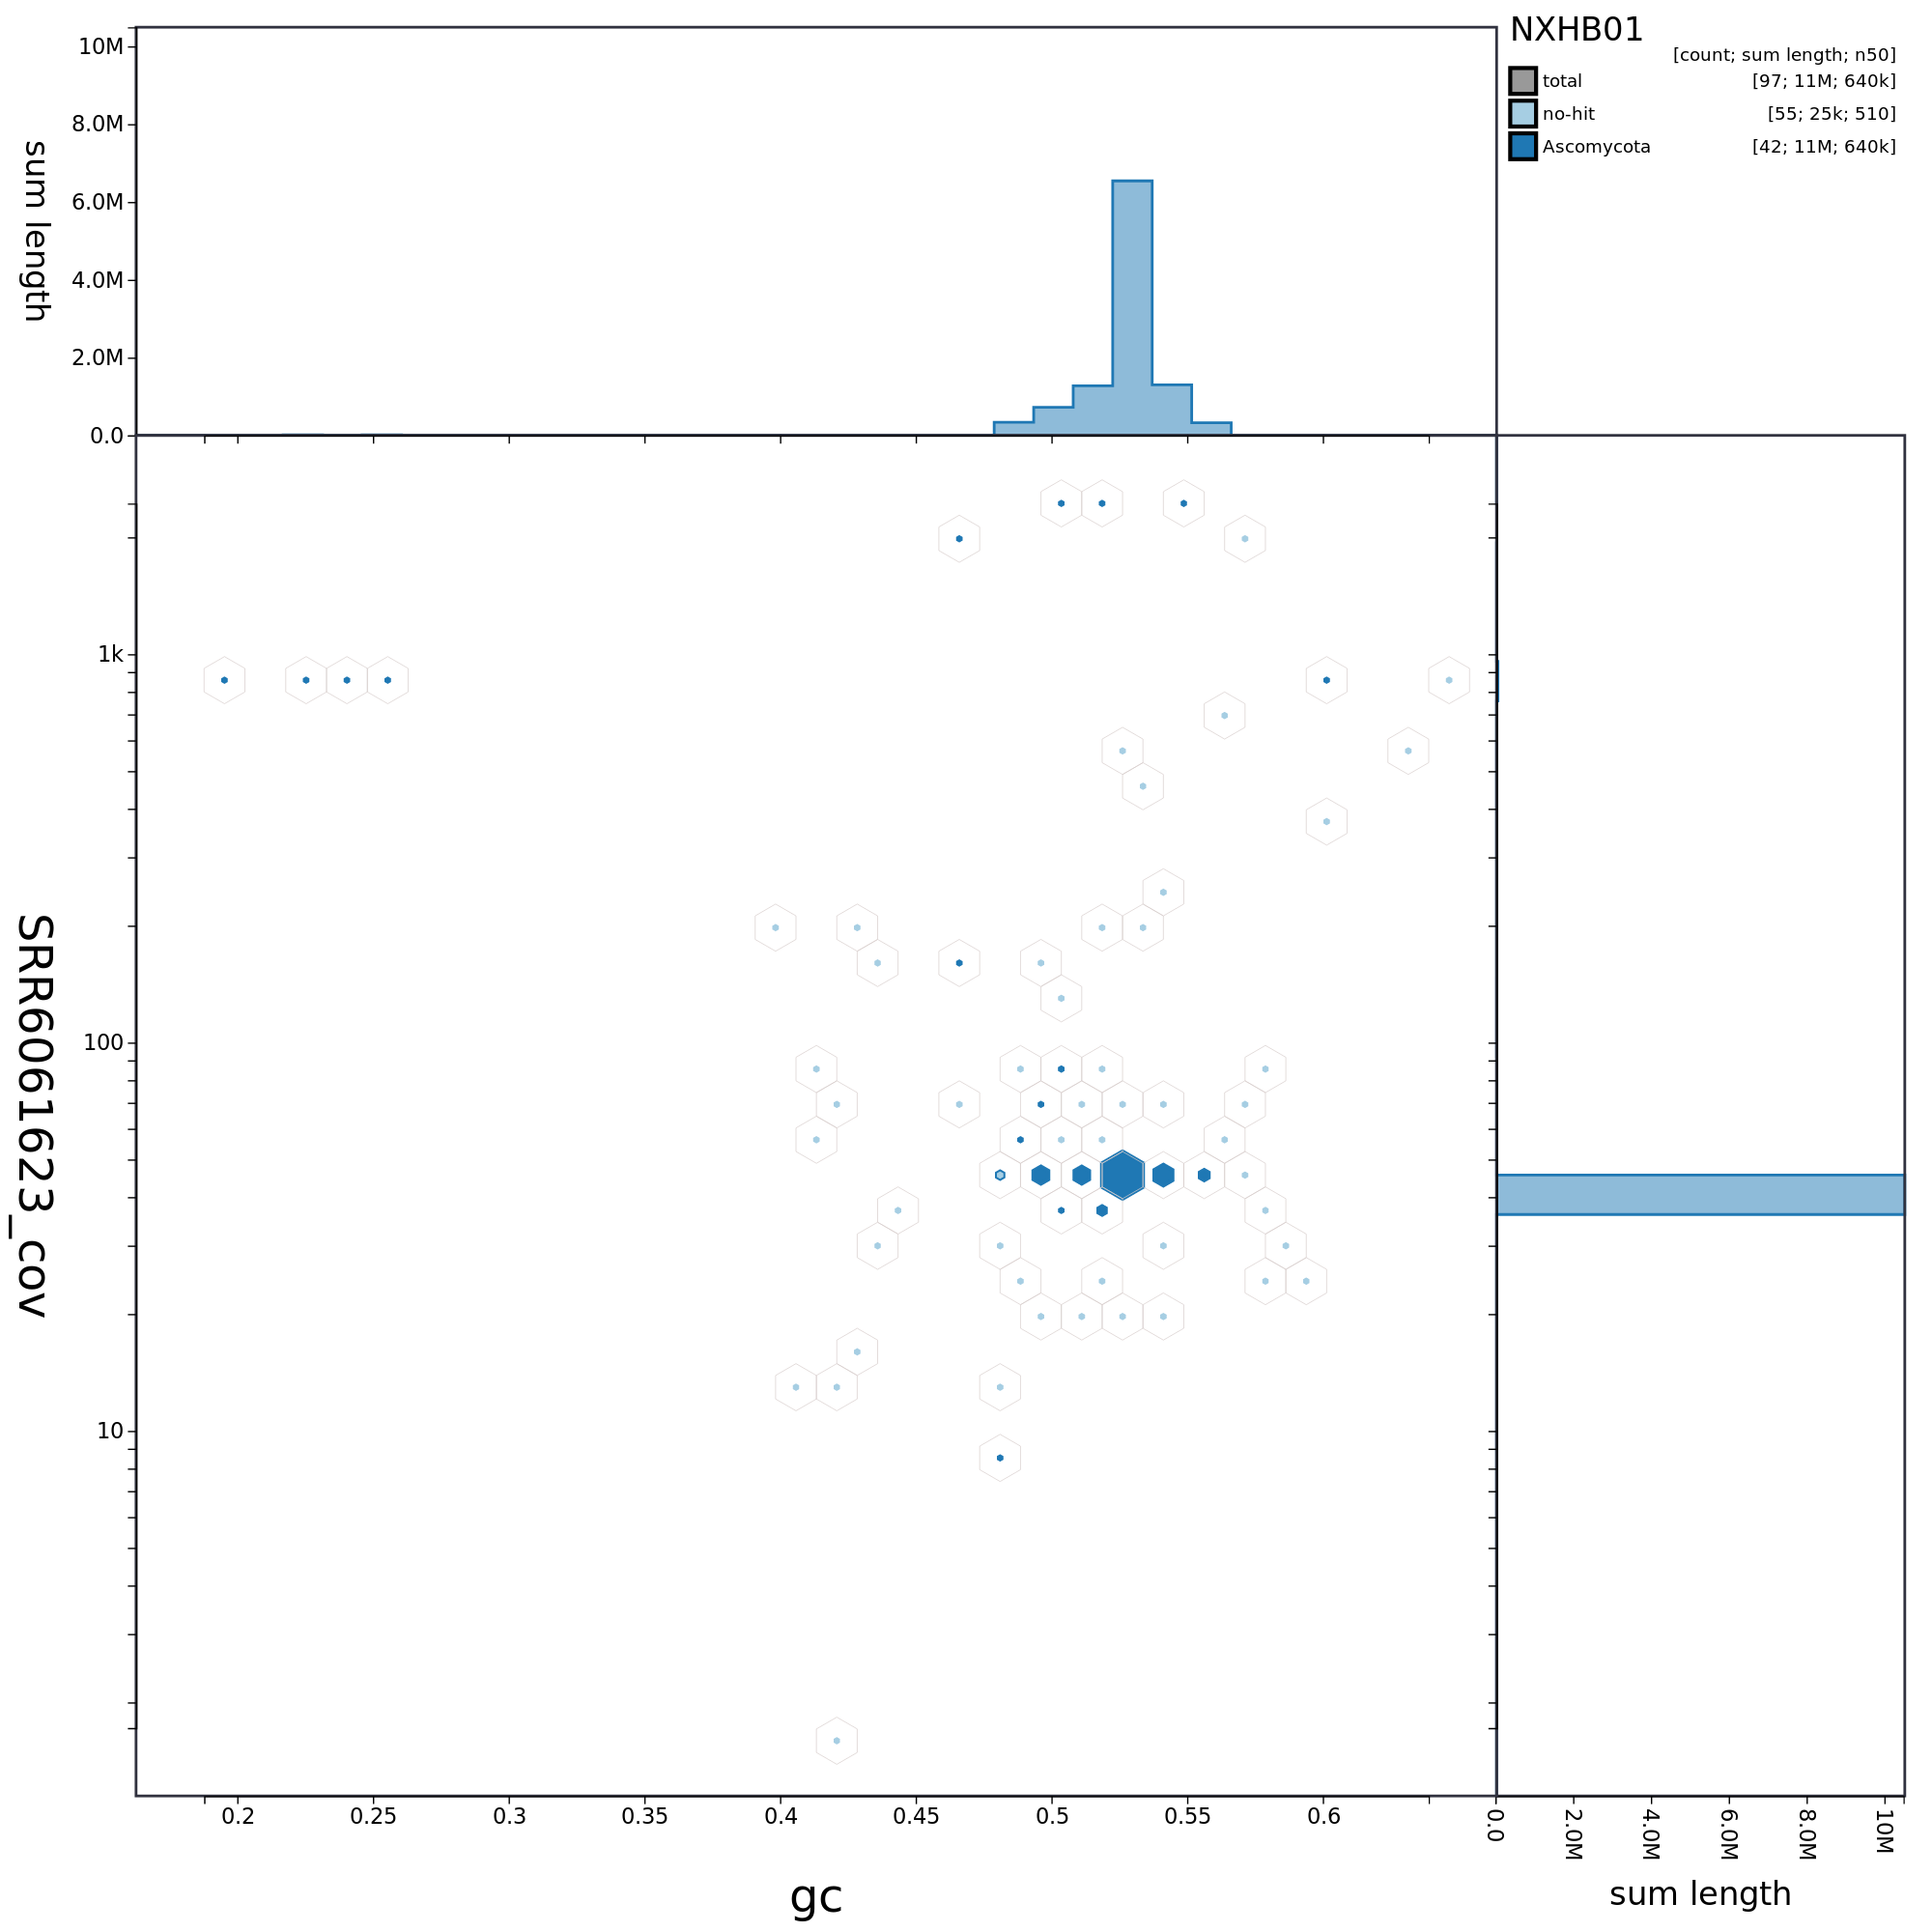 NXHB01
[count; sum length; n50]
total [97; 11M; 640k]
no-hit [55; 25k; 510]
Ascomycota [42; 11M; 640k]
sum length
10M
8.0M
6.0M
4.0M
2.0M
0.0
SRR6061623_cov
1k
100
10
0.2 0.25 0.3 0.35 0.4 0.45 0.5 0.55 0.6
gc
0.0 2.0M 4.0M 6.0M 8.0M 10M
sum length